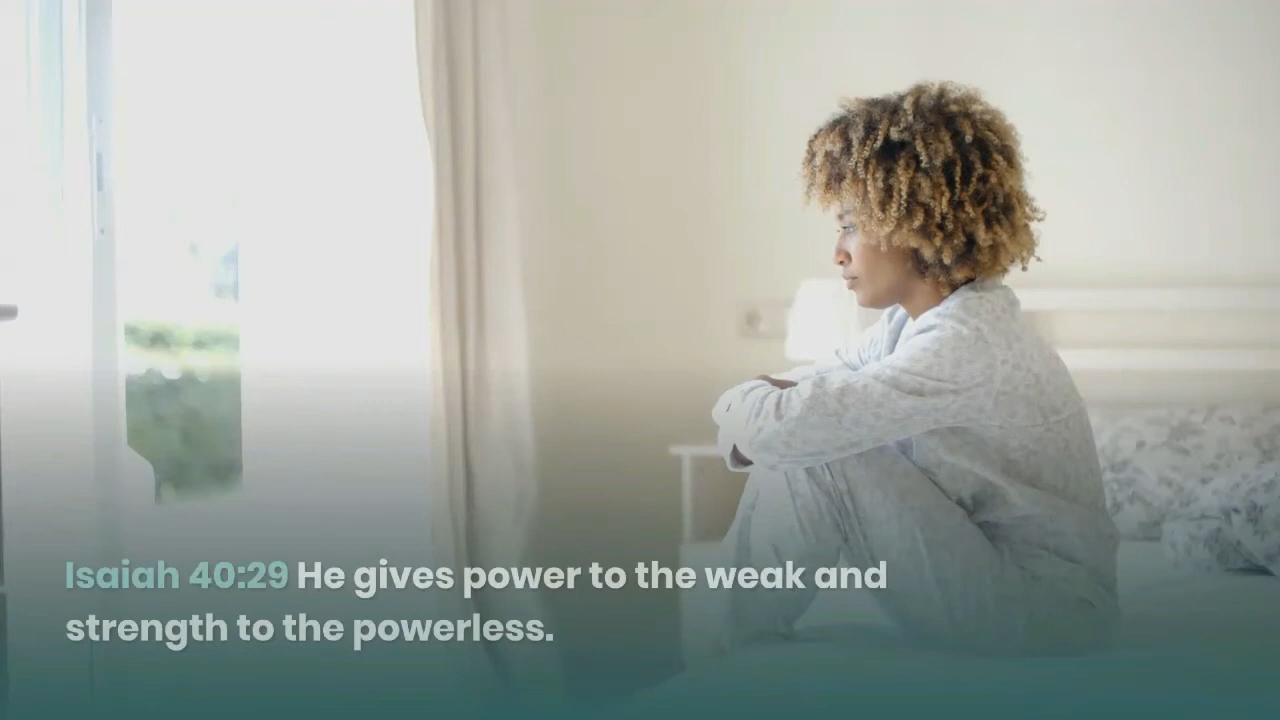 Isaiah 40:29 He gives power to the weak and
strength to the powerless.